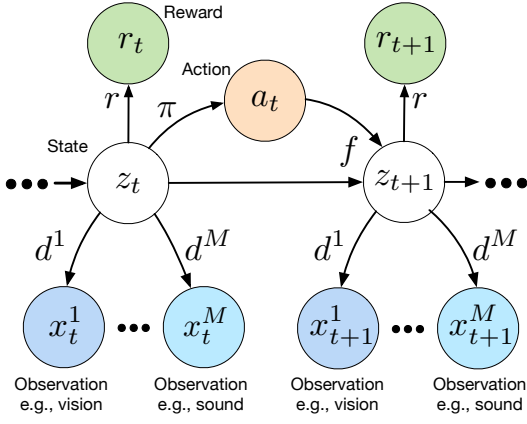 Reward
r_t
r_{t+1}
Action
r
π
a_t
r
State
f
z_t
z_{t+1}
d^1
d^M
d^1
d^M
x_t^1
x_t^M
x_{t+1}^1
x_{t+1}^M
Observation
e.g., vision
Observation
e.g., sound
Observation
e.g., vision
Observation
e.g., sound